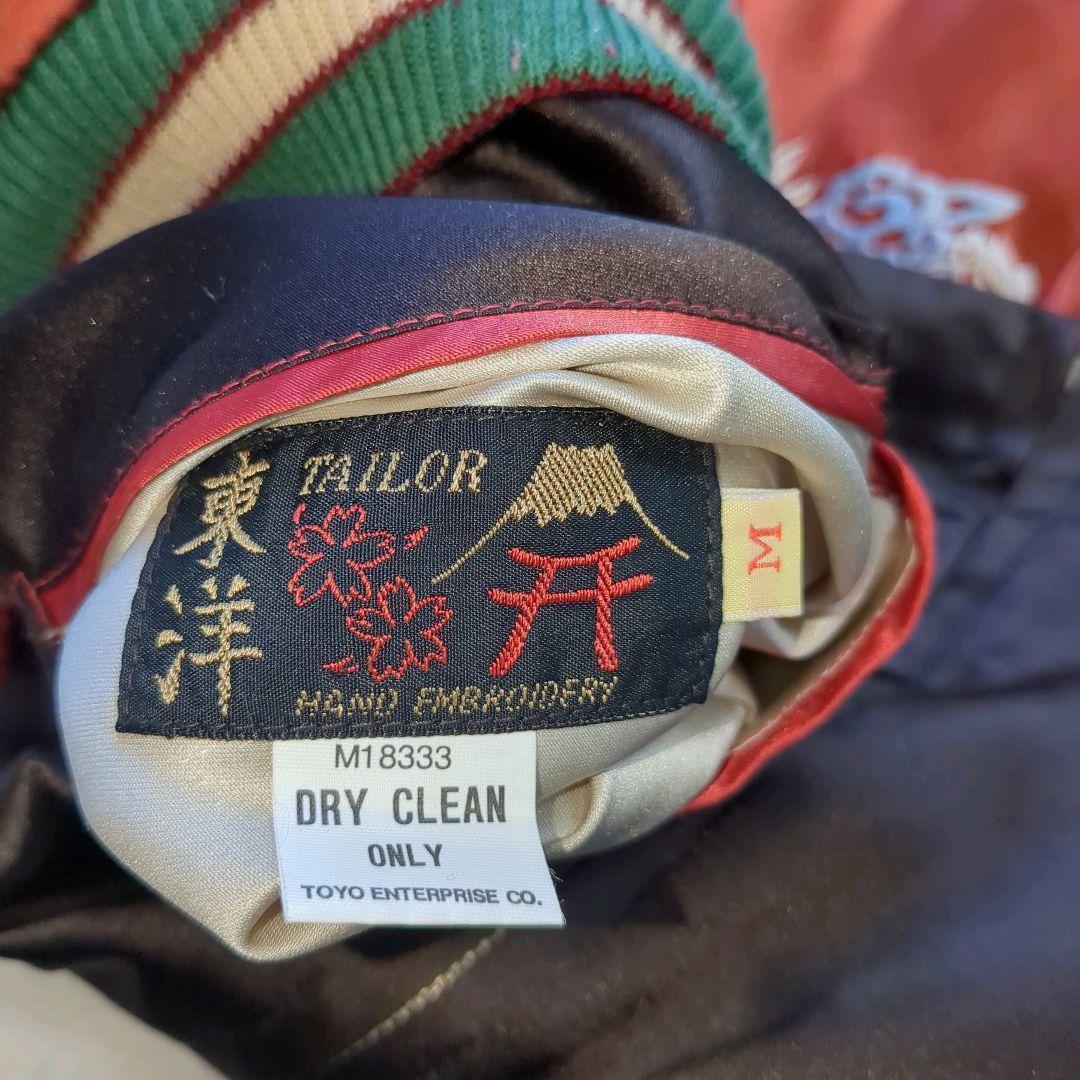 東洋
TAILOR
HAND EMBROIDERY
M
M18333
DRY CLEAN
ONLY
TOYO ENTERPRISE CO.